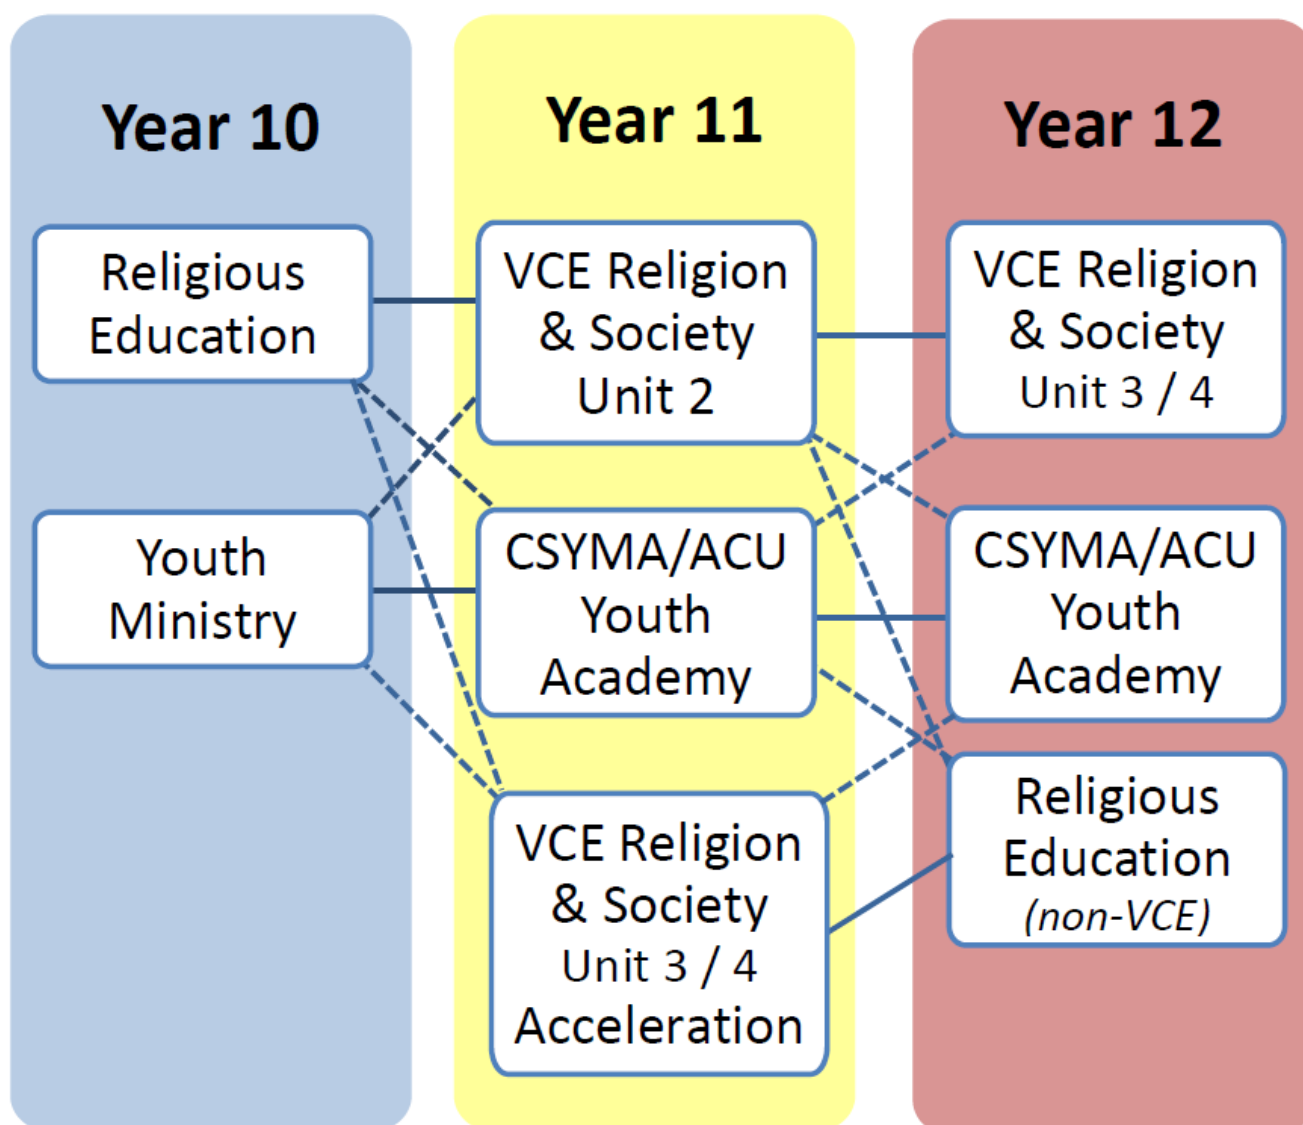 Year 10
Religious
Education
Youth
Ministry
Year 11
VCE Religion
& Society
Unit 2
CSYMA/ACU
Youth
Academy
VCE Religion
& Society
Unit 3 / 4
Acceleration
Year 12
VCE Religion
& Society
Unit 3 / 4
CSYMA/ACU
Youth
Academy
Religious
Education
(non-VCE)